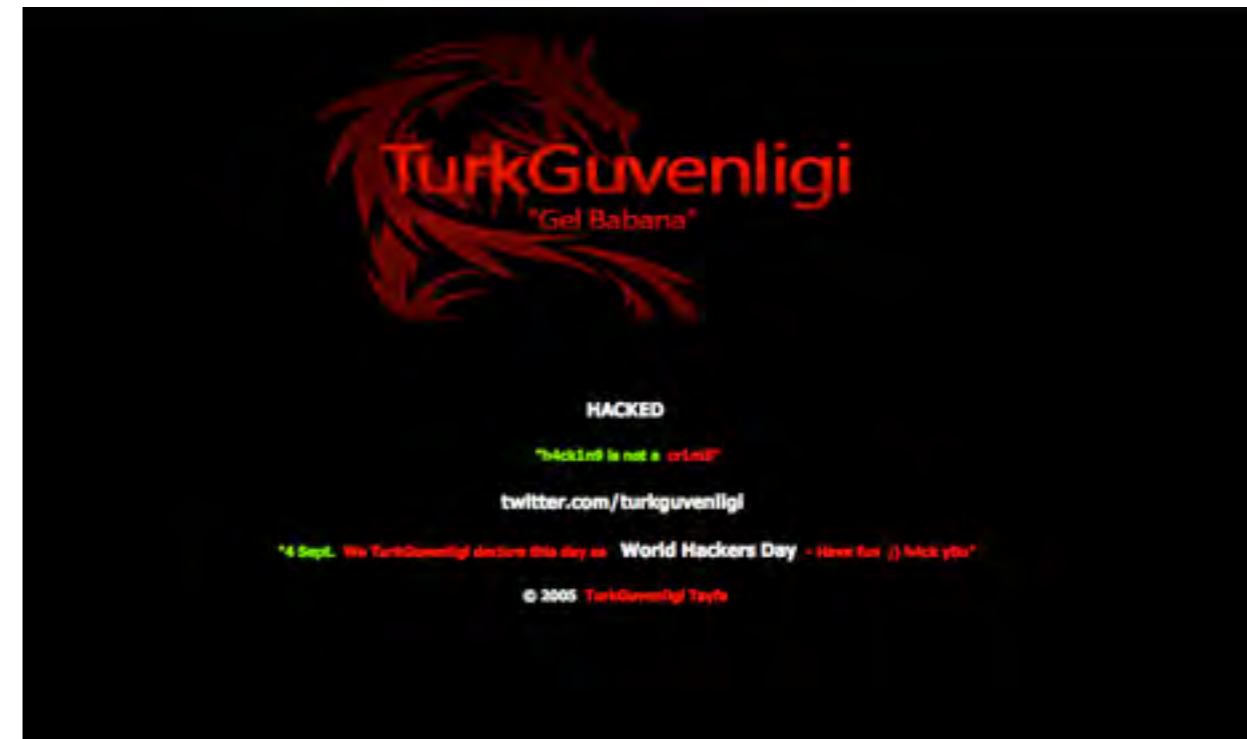 TurkGuvenligi
"Gel Babana"
HACKED
"h4ck1n9 is not a cr1m3"
twitter.com/turkguvenligi
"4 Sept. We TurkGuvenligi declare this day as World Hackers Day - Have fun ;) h4ck y0u"
© 2005 TurkGuvenligi Tayfa